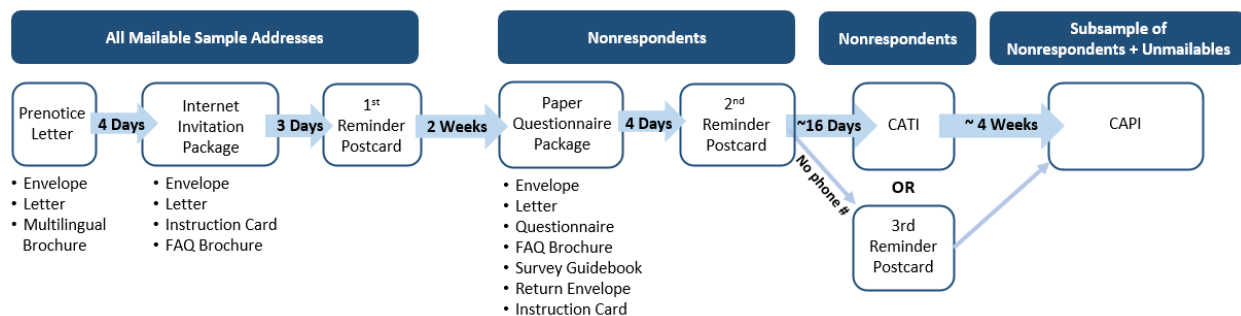 All Mailable Sample Addresses
Nonrespondents
Nonrespondents
Subsample of
Nonrespondents + Unmailables
Prenotice
Letter
4 Days
Internet
Invitation
Package
3 Days
1st
Reminder
Postcard
2 Weeks
Paper
Questionnaire
Package
4 Days
2nd
Reminder
Postcard
~16 Days
CATI
~ 4 Weeks
CAPI
No phone #
OR
3rd
Reminder
Postcard
• Envelope
• Letter
• Multilingual
Brochure
• Envelope
• Letter
• Instruction Card
• FAQ Brochure
• Envelope
• Letter
• Questionnaire
• FAQ Brochure
• Survey Guidebook
• Return Envelope
• Instruction Card